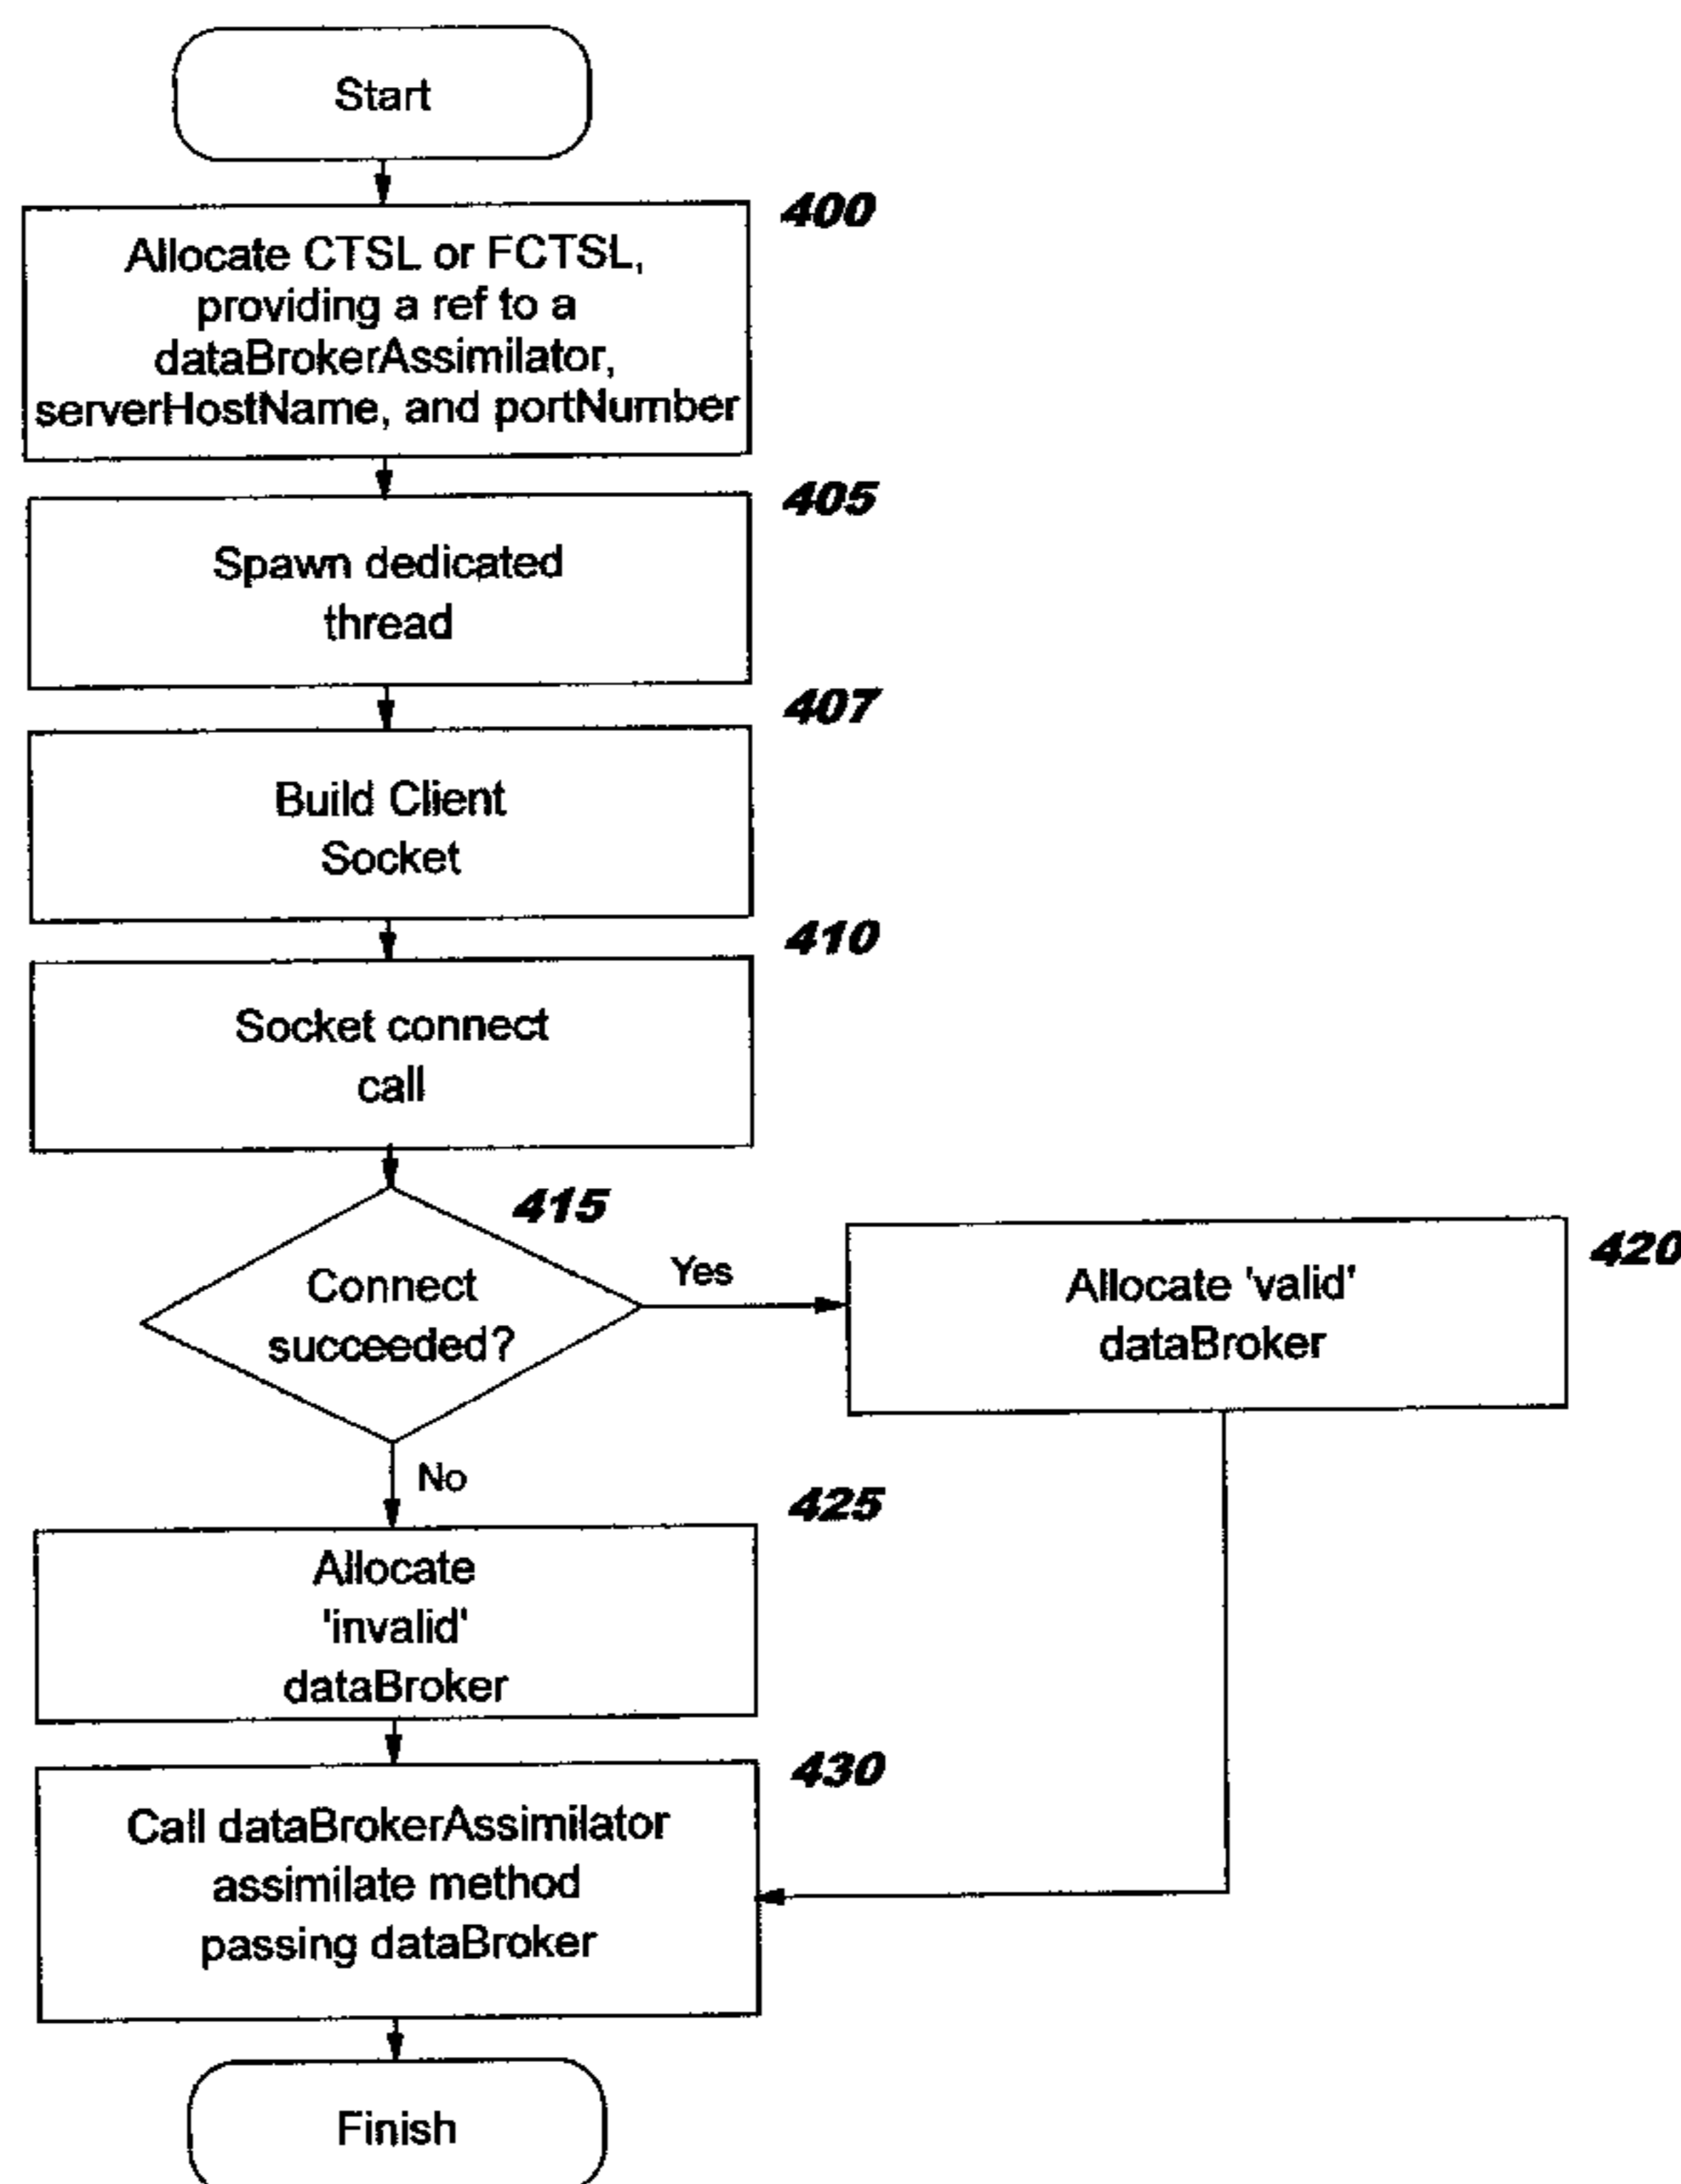 Start
400
Allocate CTSL or FCTSL,
providing a ref to a
dataBrokerAssimilator,
serverHostName, and portNumber
405
Spawn dedicated
thread
407
Build Client
Socket
410
Socket connect
call
415
Connect
succeeded?
Yes
420
Allocate 'valid'
dataBroker
No
425
Allocate
'invalid'
dataBroker
430
Call dataBrokerAssimilator
assimilate method
passing dataBroker
Finish